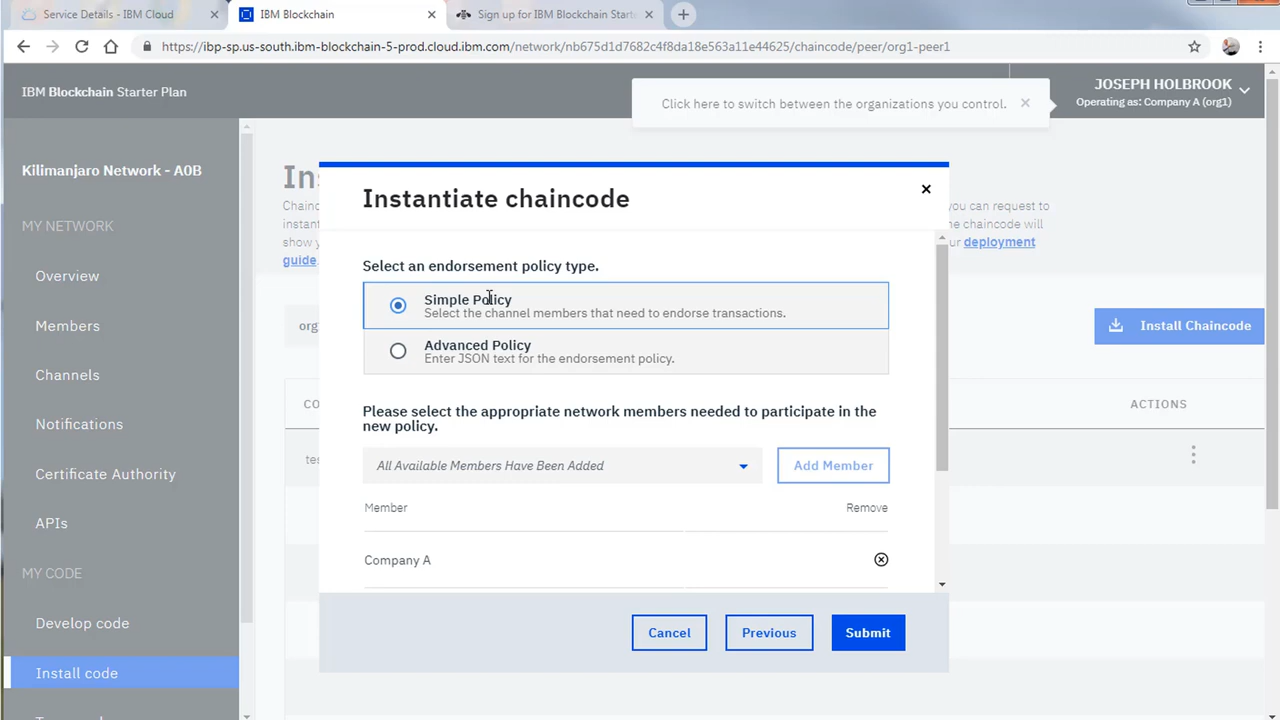 Service Details - IBM Cloud
IBM Blockchain
Sign up for IBM Blockchain Starte
https://ibp-sp.us-south.ibm-blockchain-5-prod.cloud.ibm.com/network/nb675d1d7682c4f8da18e563a11e44625/chaincode/peer/org1-peer1
IBM Blockchain Starter Plan
Click here to switch between the organizations you control.
JOSEPH HOLBROOK
Operating as: Company A (org1)
Kilimanjaro Network - A0B
MY NETWORK
Overview
Members
Channels
Notifications
Certificate Authority
APIs
MY CODE
Develop code
Install code
In
Chainc
you can request to
instant
e chaincode will
show y
ur deployment
guide
org
Install Chaincode
CO
ACTIONS
tes
Instantiate chaincode
Select an endorsement policy type.
Simple Policy
Select the channel members that need to endorse transactions.
Advanced Policy
Enter JSON text for the endorsement policy.
Please select the appropriate network members needed to participate in the
new policy.
All Available Members Have Been Added
Add Member
Member
Remove
Company A
Cancel
Previous
Submit